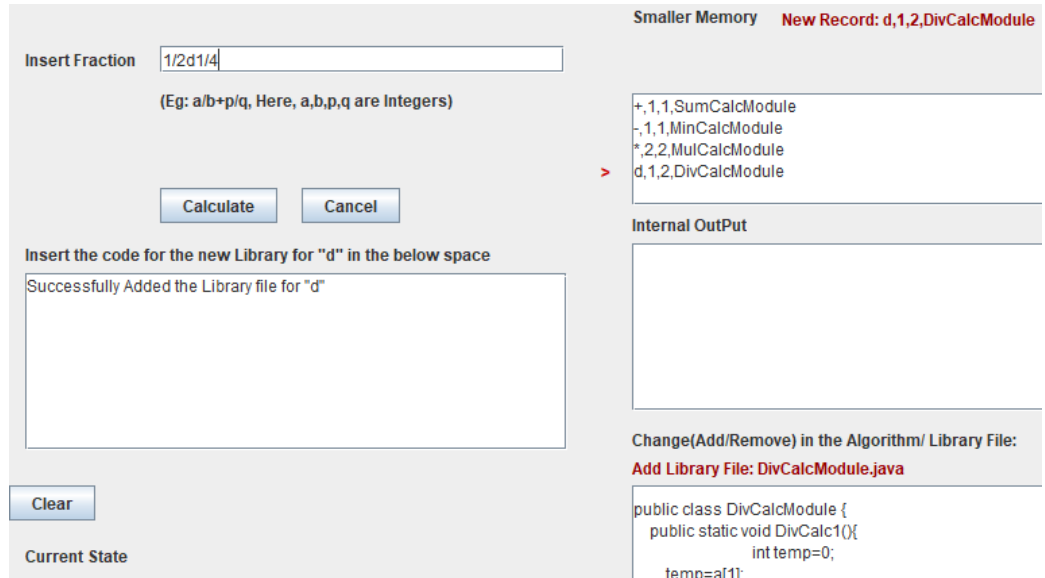 Smaller Memory New Record: d,1,2,DivCalcModule
Insert Fraction 1/2d1/4
(Eg: a/b+p/q, Here, a,b,p,q are Integers)
+,1,1,SumCalcModule
-,1,1,MinCalcModule
*,2,2,MulCalcModule
> d,1,2,DivCalcModule
Calculate Cancel
Internal OutPut
Insert the code for the new Library for "d" in the below space
Successfully Added the Library file for "d"
Change(Add/Remove) in the Algorithm/ Library File:
Add Library File: DivCalcModule.java
Clear
public class DivCalcModule {
public static void DivCalc1(){
int temp=0;
temp=a[1];
Current State